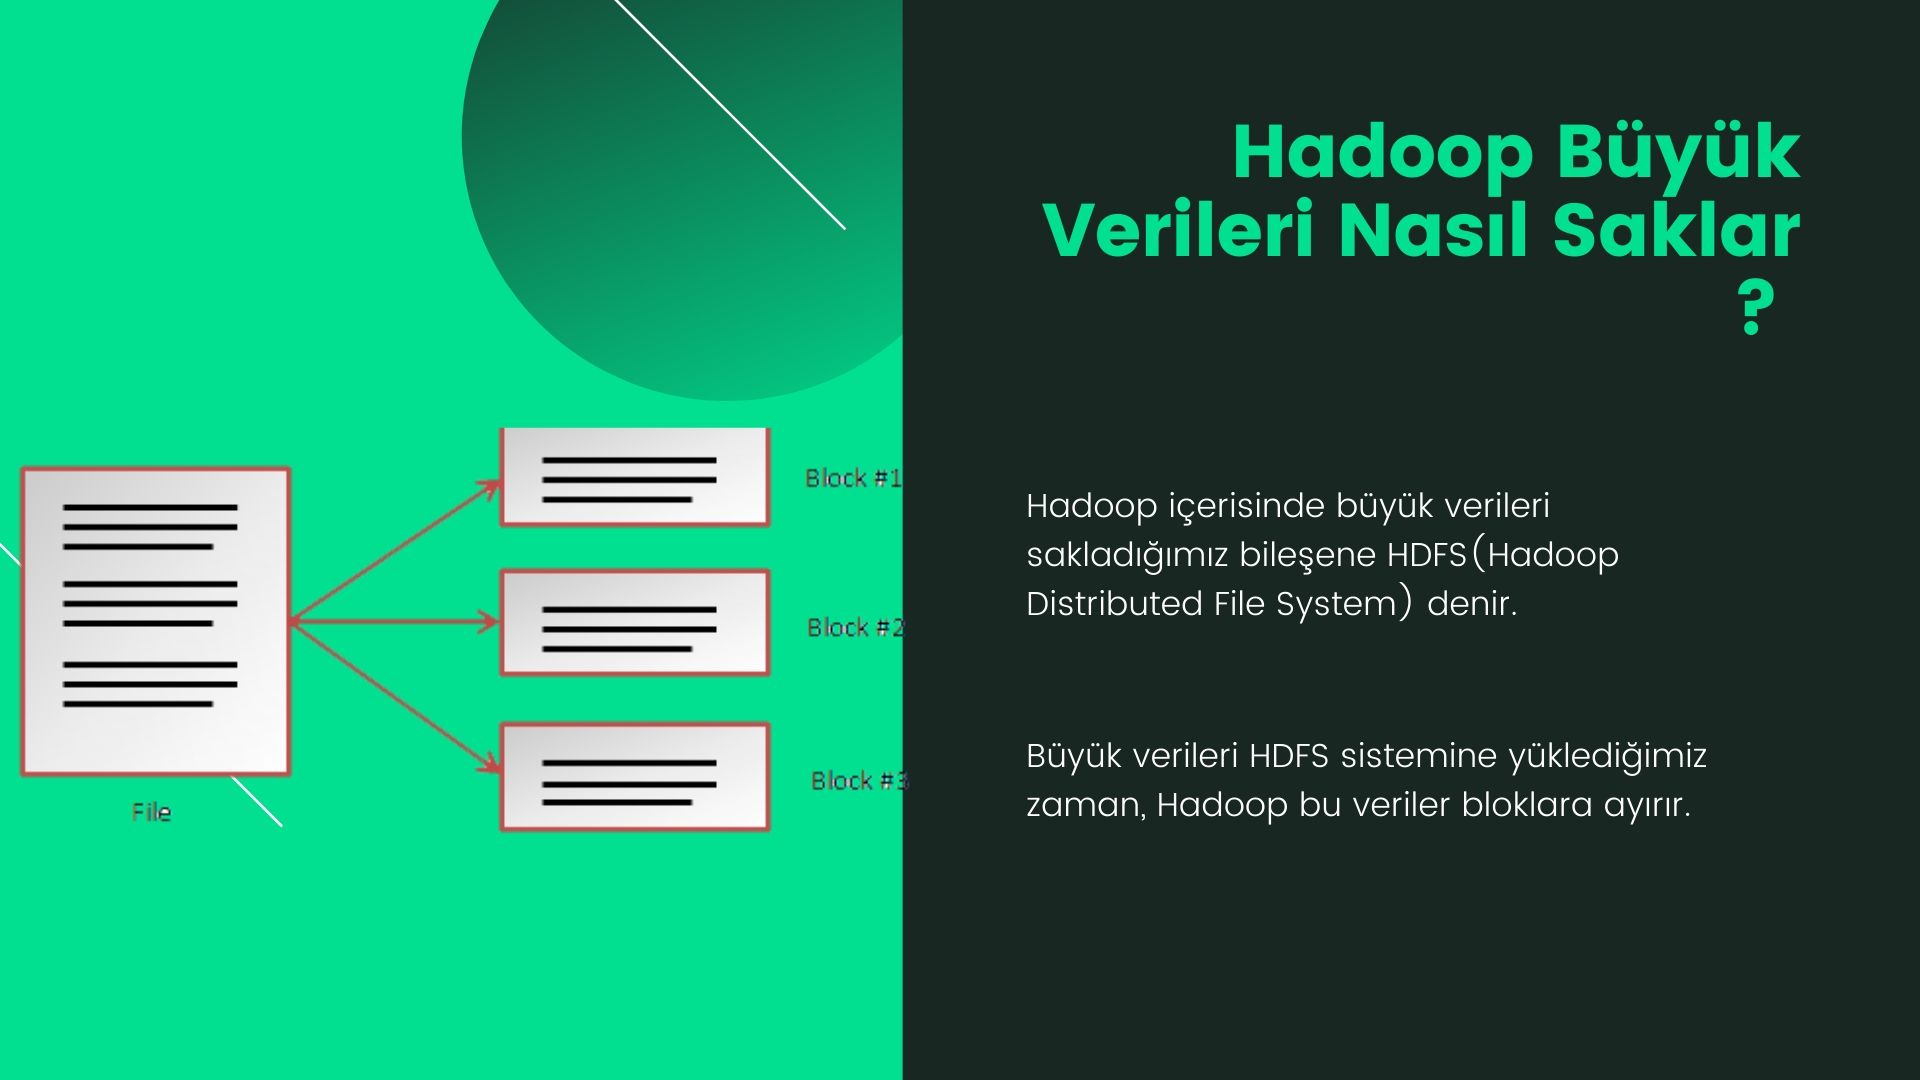 Hadoop Büyük
Verileri Nasıl Saklar
?
Hadoop içerisinde büyük verileri
sakladığımız bileşene HDFS(Hadoop
Distributed File System) denir.
Büyük verileri HDFS sistemine yüklediğimiz
zaman, Hadoop bu veriler bloklara ayırır.
File
Block #1
Block #2
Block #3